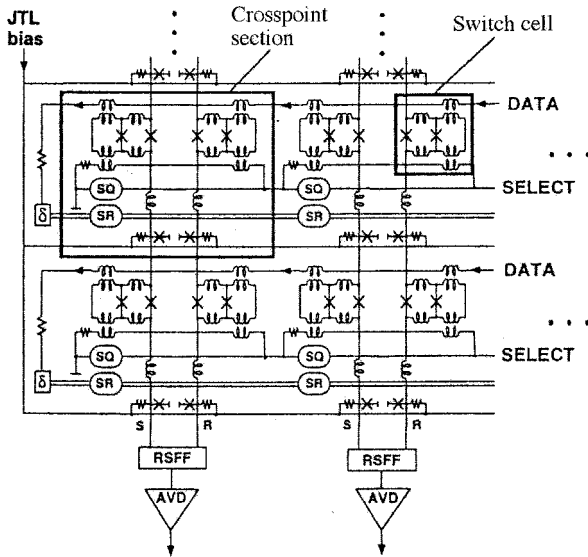 JTL
bias
Crosspoint
section
Switch cell
DATA
SQ
SQ
SELECT
δ
SR
SR
DATA
SQ
SQ
SELECT
δ
SR
SR
S
R
S
R
RSFF
RSFF
AVD
AVD